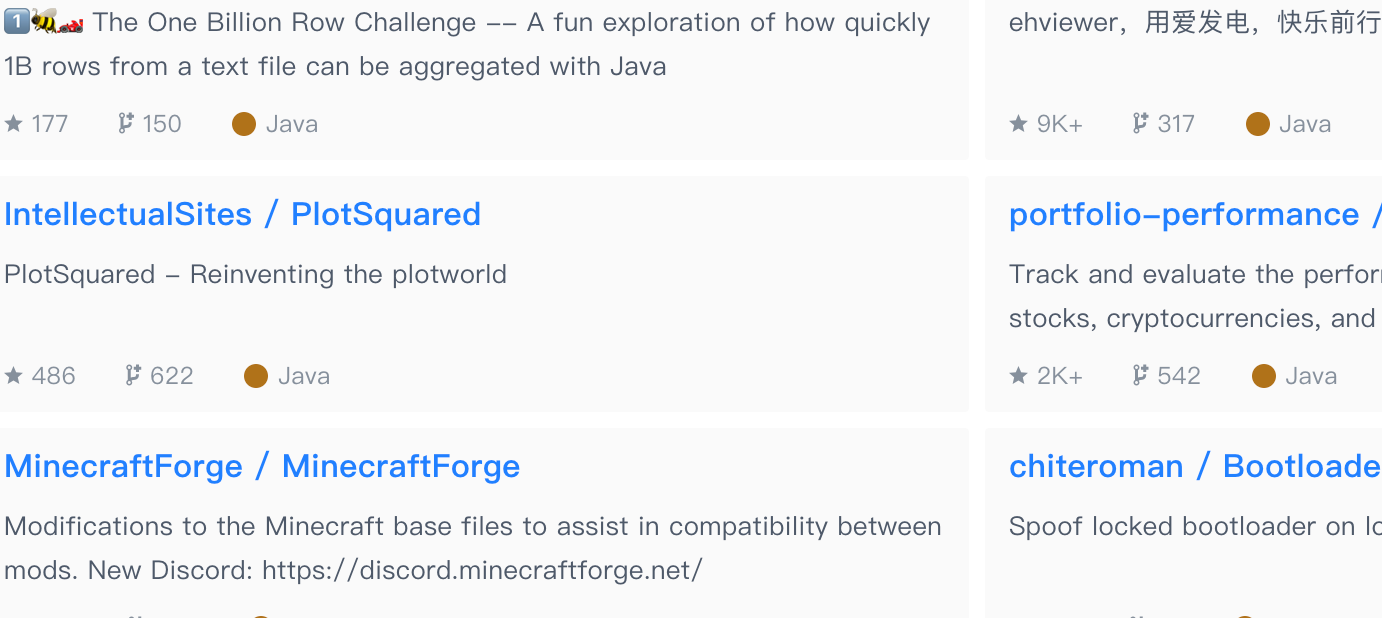 1️⃣🐝🏎️ The One Billion Row Challenge -- A fun exploration of how quickly
1B rows from a text file can be aggregated with Java
177 150 Java
ehviewer，用爱发电，快乐前行
9K+ 317 Java
IntellectualSites / PlotSquared
PlotSquared – Reinventing the plotworld
486 622 Java
portfolio-performance /
Track and evaluate the perfor
stocks, cryptocurrencies, and
2K+ 542 Java
MinecraftForge / MinecraftForge
Modifications to the Minecraft base files to assist in compatibility between
mods. New Discord: https://discord.minecraftforge.net/
chiteroman / Bootloade
Spoof locked bootloader on lo